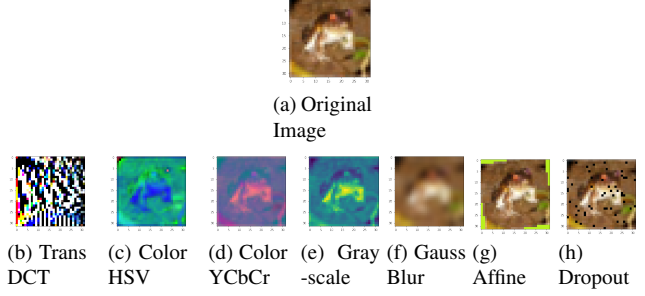 (a) Original
Image
(b) Trans
DCT
(c) Color
HSV
(d) Color
YCbCr
(e) Gray
-scale
(f) Gauss
Blur
(g)
Affine
(h)
Dropout